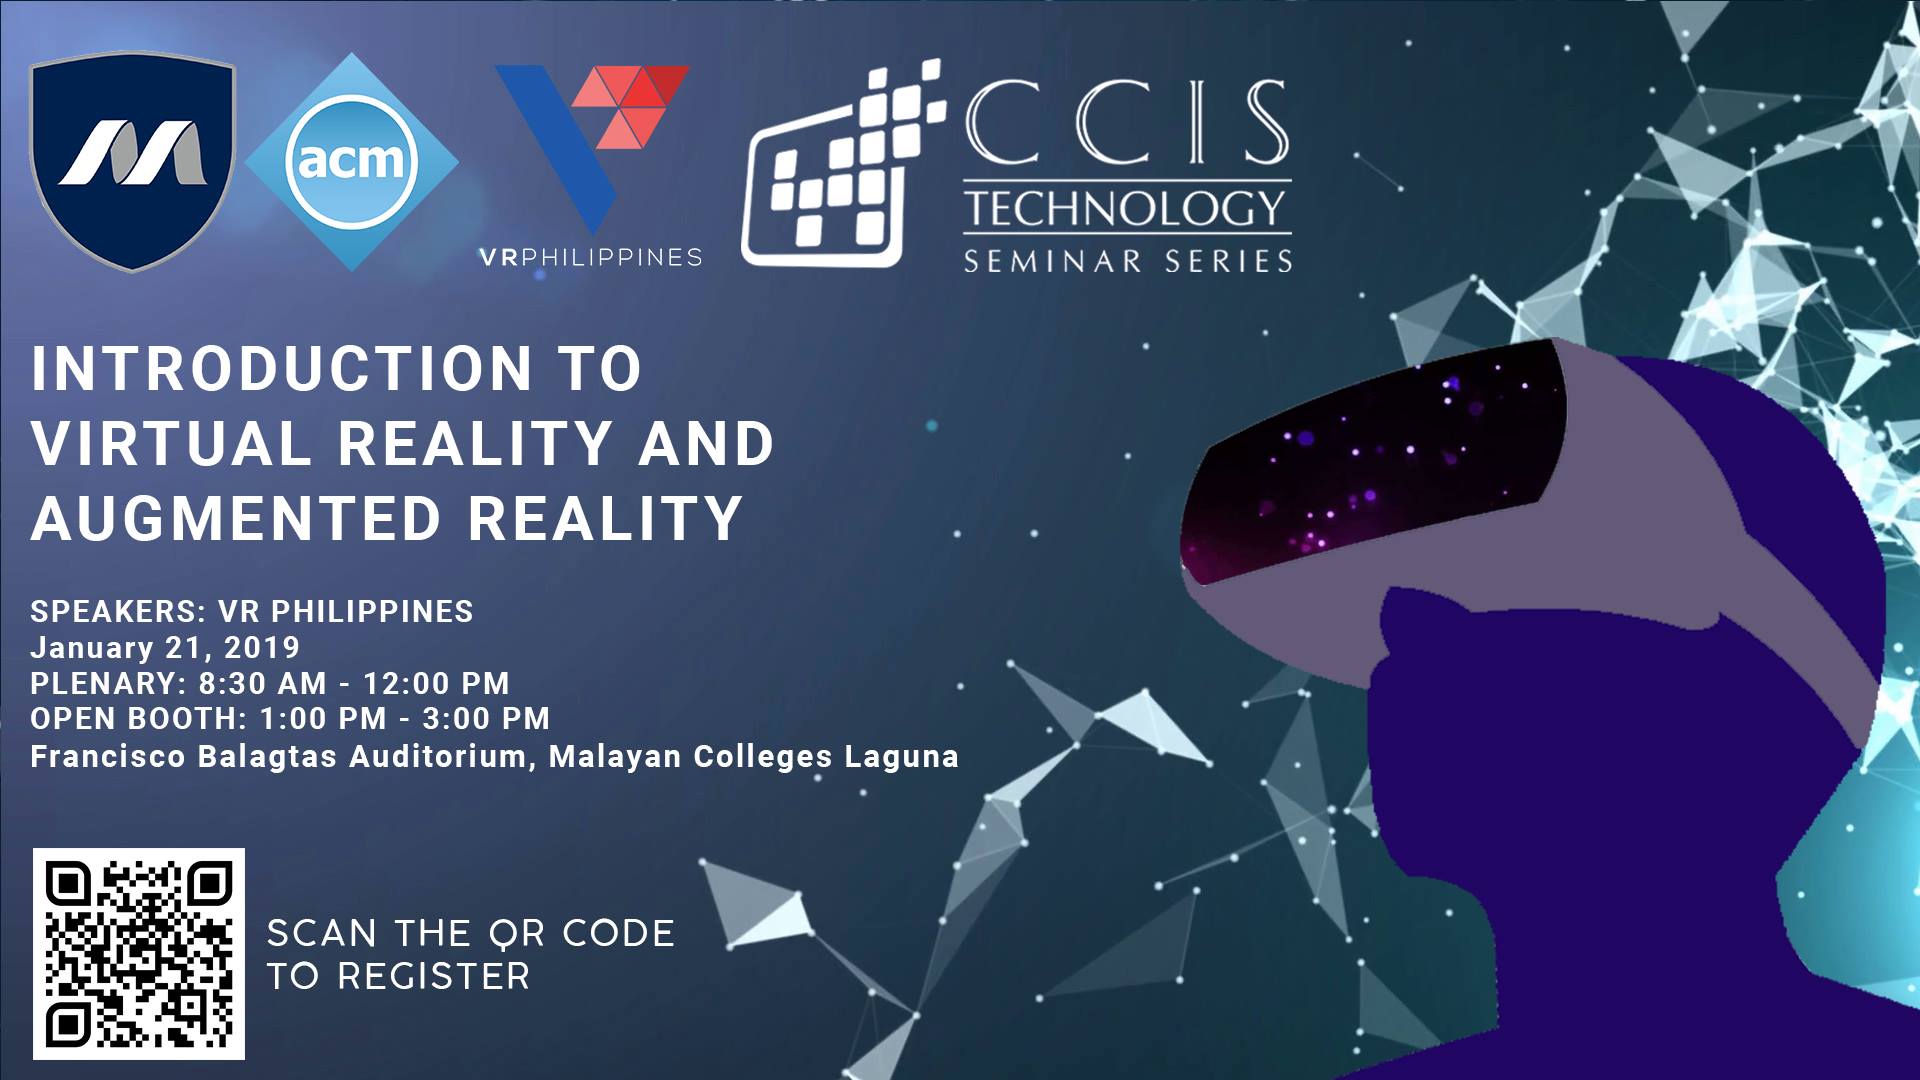 acm
VRPHILIPPINES
CCIS
TECHNOLOGY
SEMINAR SERIES
INTRODUCTION TO
VIRTUAL REALITY AND
AUGMENTED REALITY
SPEAKERS: VR PHILIPPINES
January 21, 2019
PLENARY: 8:30 AM - 12:00 PM
OPEN BOOTH: 1:00 PM - 3:00 PM
Francisco Balagtas Auditorium, Malayan Colleges Laguna
SCAN THE QR CODE
TO REGISTER